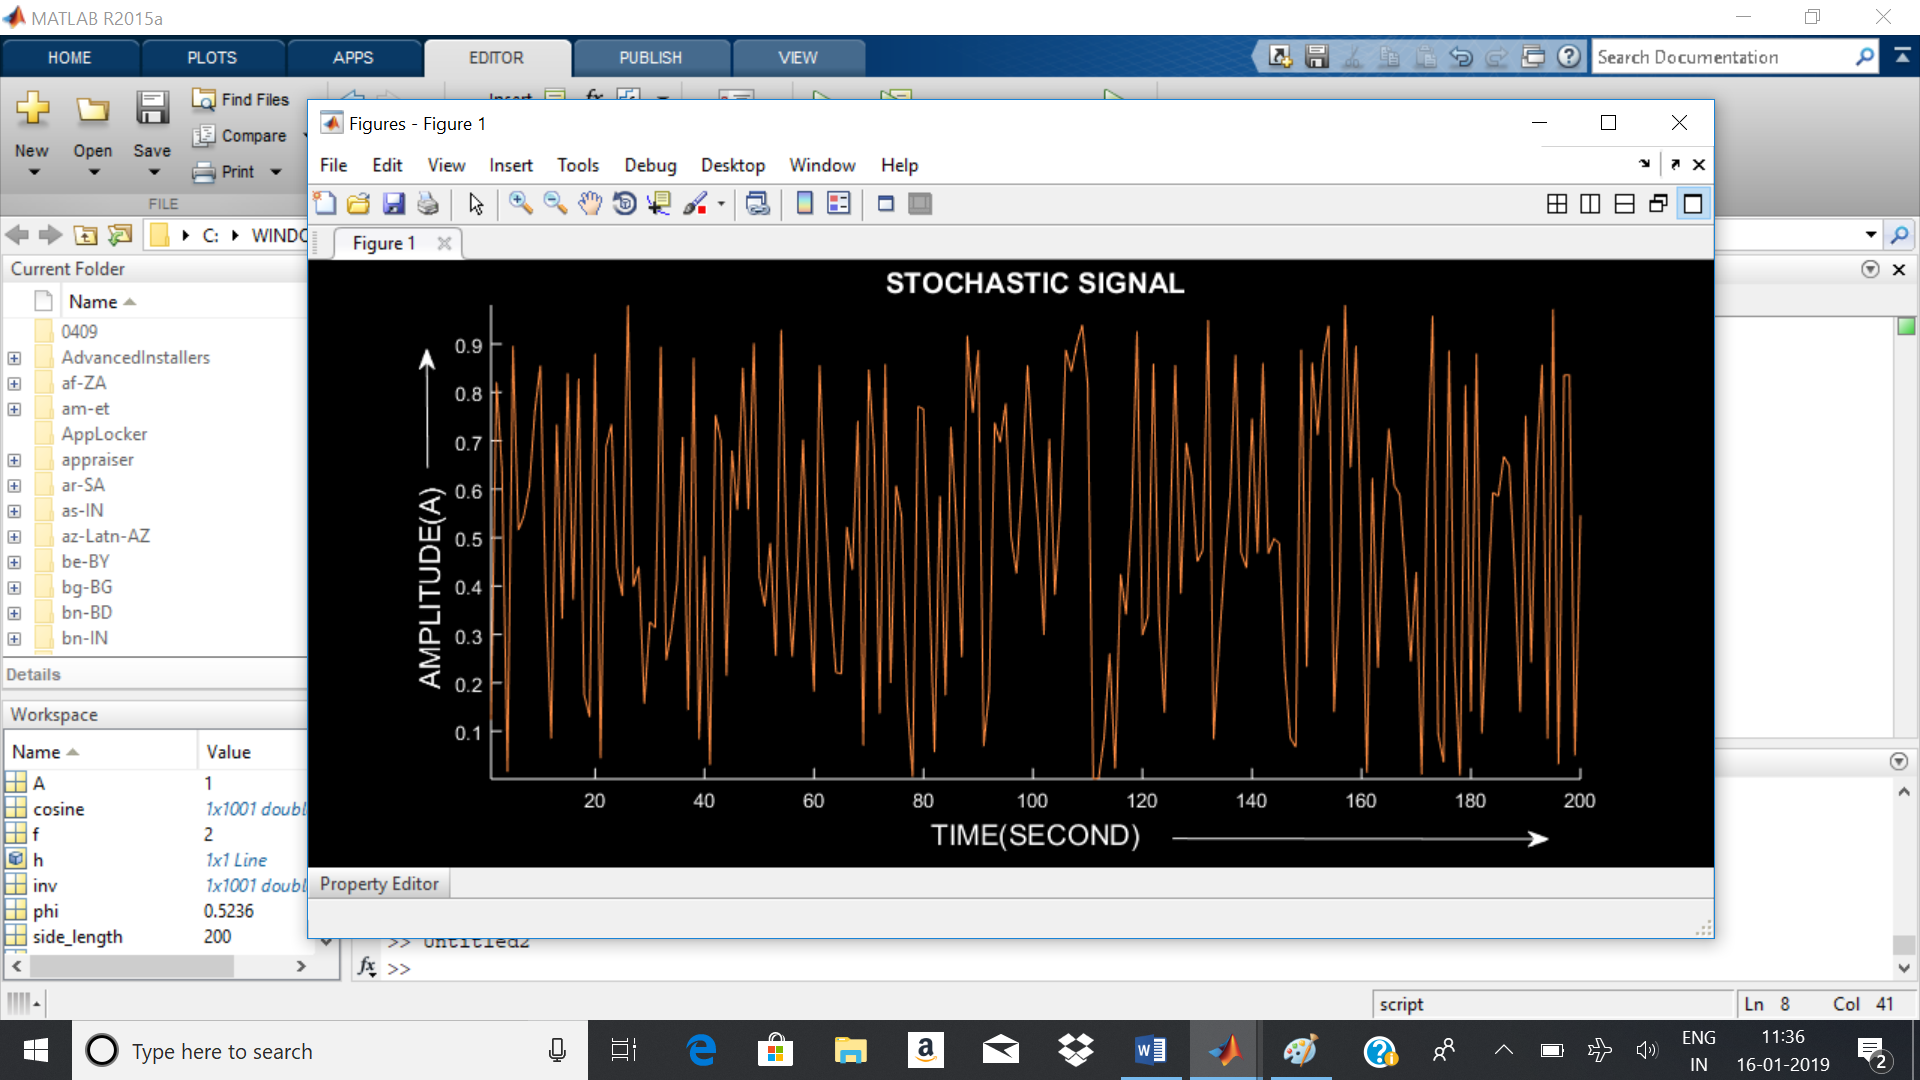 MATLAB R2015a
HOME PLOTS APPS EDITOR PUBLISH VIEW
Search Documentation
New Open Save Find Files Compare Print
FILE
Insert fx
C: WINDO
Current Folder
Name
0409
AdvancedInstallers
af-ZA
am-et
AppLocker
appraiser
ar-SA
as-IN
az-Latn-AZ
be-BY
bg-BG
bn-BD
bn-IN
Details
Workspace
Name Value
A 1
cosine 1x1001 doubl
f 2
h 1x1 Line
inv 1x1001 doubl
phi 0.5236
side_length 200
Figures - Figure 1
File Edit View Insert Tools Debug Desktop Window Help
Figure 1
STOCHASTIC SIGNAL
AMPLITUDE(A)
0.9
0.8
0.7
0.6
0.5
0.4
0.3
0.2
0.1
20 40 60 80 100 120 140 160 180 200
TIME(SECOND)
Property Editor
>> Untitled2
fx >>
script Ln 8 Col 41
Type here to search
ENG
IN
11:36
16-01-2019
2